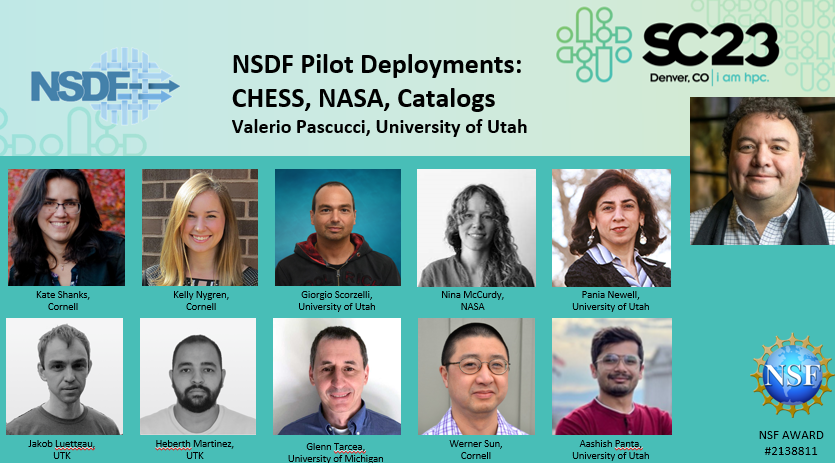 NSDF
NSDF Pilot Deployments:
CHESS, NASA, Catalogs
Valerio Pascucci, University of Utah
SC23
Denver, CO | i am hpc.
Kate Shanks,
Cornell
Kelly Nygren,
Cornell
Giorgio Scorzelli,
University of Utah
Nina McCurdy,
NASA
Pania Newell,
University of Utah
Jakob Luettgau,
UTK
Heberth Martinez,
UTK
Glenn Tarcea,
University of Michigan
Werner Sun,
Cornell
Aashish Panta,
University of Utah
NSF
NSF AWARD
#2138811